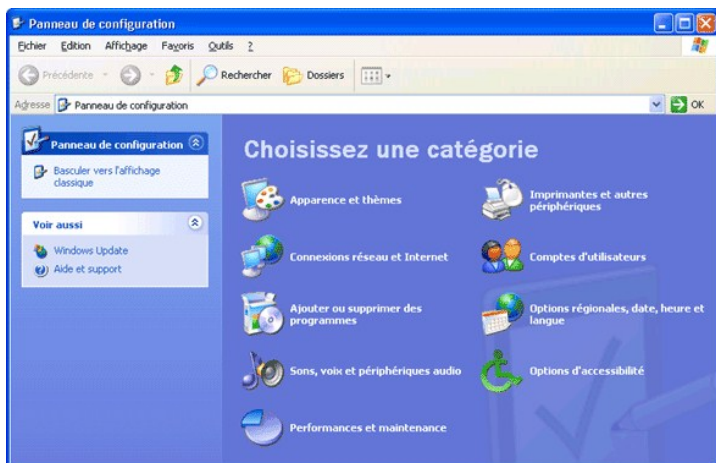 Panneau de configuration
Fichier Edition Affichage Favoris Outils ?
Précédente Rechercher Dossiers
Adresse Panneau de configuration OK
Panneau de configuration
Basculer vers l'affichage
classique
Voir aussi
Windows Update
Aide et support
Choisissez une catégorie
Apparence et thèmes
Imprimantes et autres
périphériques
Connexions réseau et Internet
Comptes d'utilisateurs
Ajouter ou supprimer des
programmes
Options régionales, date, heure et
langue
Sons, voix et périphériques audio
Options d'accessibilité
Performances et maintenance